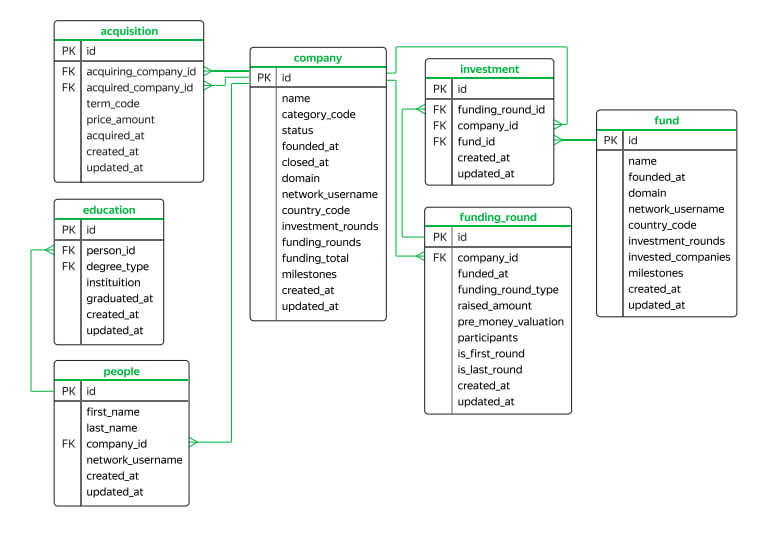 acquisition
PK id
FK acquiring_company_id
FK acquired_company_id
term_code
price_amount
acquired_at
created_at
updated_at
education
PK id
FK person_id
FK degree_type
instituition
graduated_at
created_at
updated_at
people
PK id
first_name
last_name
FK company_id
network_username
created_at
updated_at
company
PK id
name
category_code
status
founded_at
closed_at
domain
network_username
country_code
investment_rounds
funding_rounds
funding_total
milestones
created_at
updated_at
investment
PK id
FK funding_round_id
FK company_id
FK fund_id
created_at
updated_at
funding_round
PK id
FK company_id
funded_at
funding_round_type
raised_amount
pre_money_valuation
participants
is_first_round
is_last_round
created_at
updated_at
fund
PK id
name
founded_at
domain
network_username
country_code
investment_rounds
invested_companies
milestones
created_at
updated_at